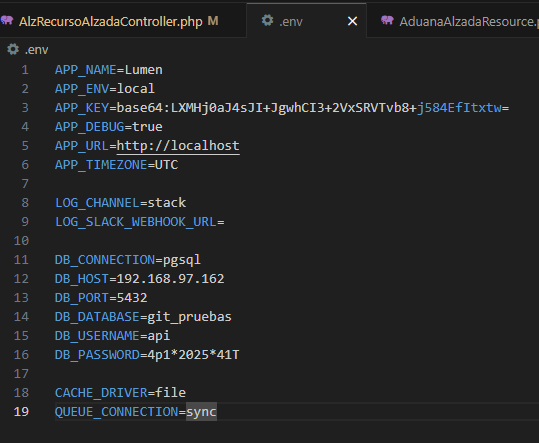 AlzRecursoAlzadaController.php M
.env
AduanaAlzadaResource.p
.env
1 APP_NAME=Lumen
2 APP_ENV=local
3 APP_KEY=base64:LXMHj0aJ4sJI+JgwhCI3+2VxSRVTvb8+j584EfItxtw=
4 APP_DEBUG=true
5 APP_URL=http://localhost
6 APP_TIMEZONE=UTC
7
8 LOG_CHANNEL=stack
9 LOG_SLACK_WEBHOOK_URL=
10
11 DB_CONNECTION=pgsql
12 DB_HOST=192.168.97.162
13 DB_PORT=5432
14 DB_DATABASE=git_pruebas
15 DB_USERNAME=api
16 DB_PASSWORD=4p1*2025*41T
17
18 CACHE_DRIVER=file
19 QUEUE_CONNECTION=sync